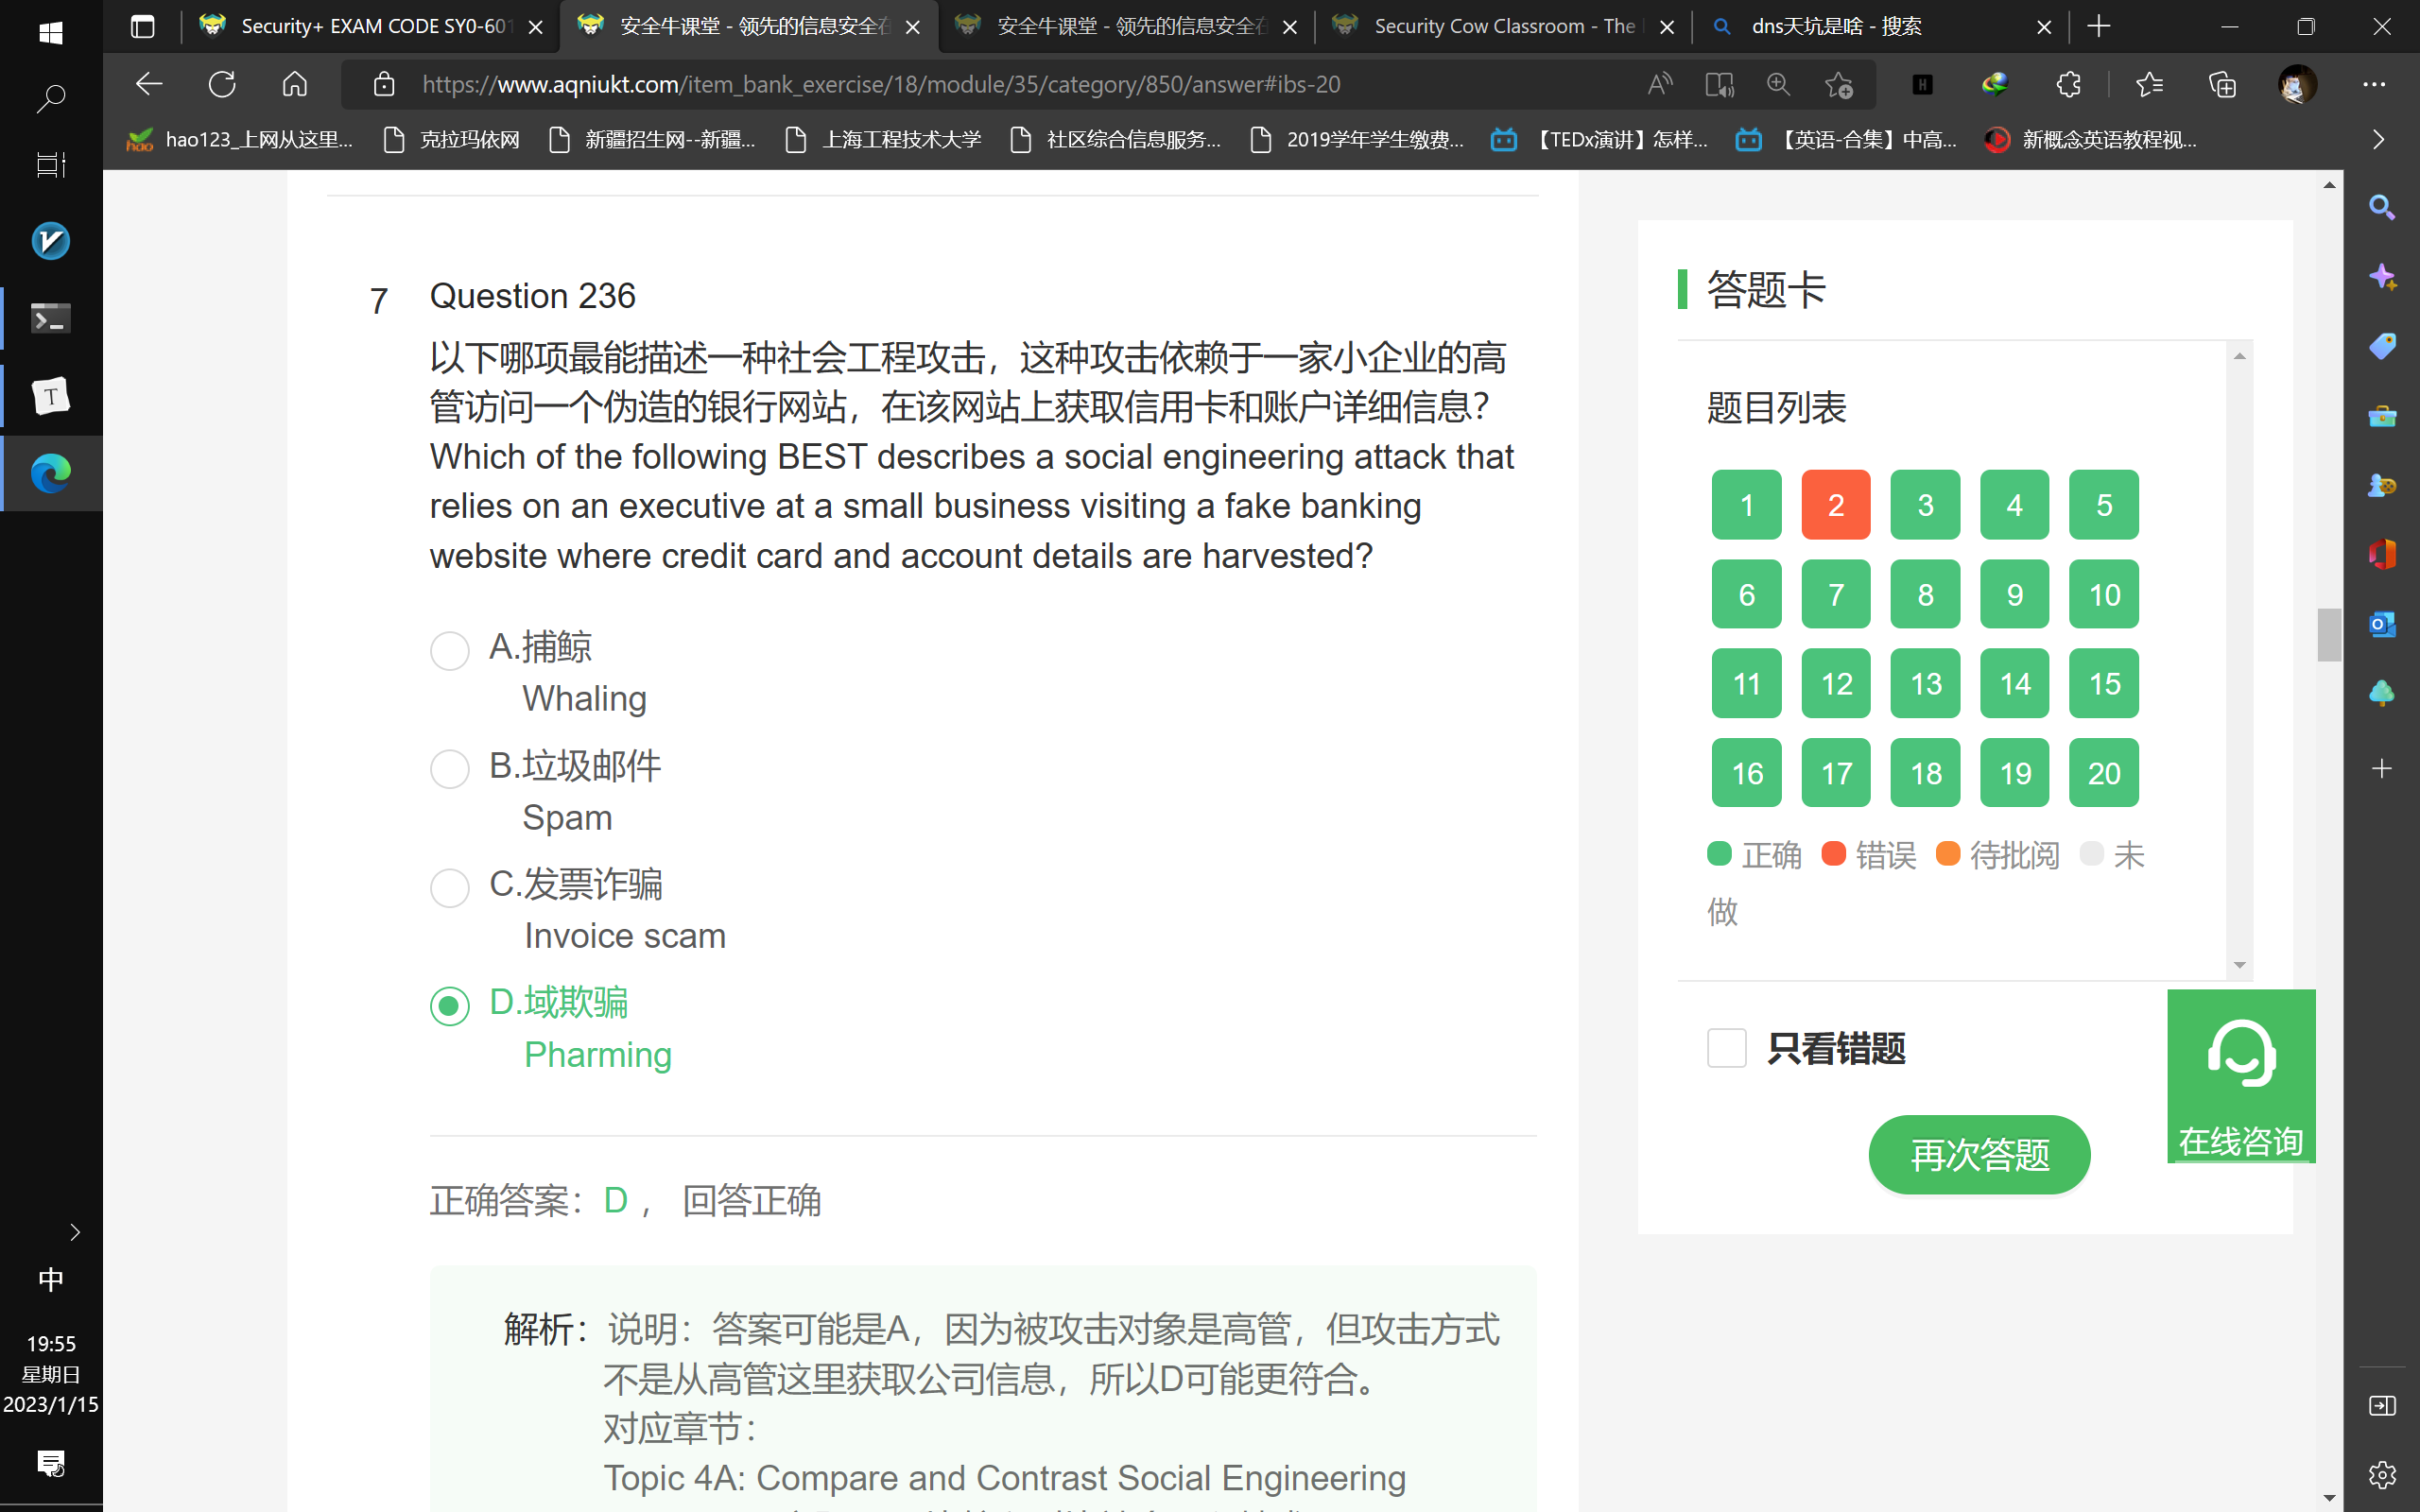 Security+ EXAM CODE SY0-601
安全牛课堂 - 领先的信息安全在
安全牛课堂 - 领先的信息安全在
Security Cow Classroom - The
dns天坑是啥 - 搜索
https://www.aqniukt.com/item_bank_exercise/18/module/35/category/850/answer#ibs-20
hao123_上网从这里...
克拉玛依网
新疆招生网--新疆...
上海工程技术大学
社区综合信息服务...
2019学年学生缴费...
【TEDx演讲】怎样...
【英语-合集】中高...
新概念英语教程视...
7 Question 236
以下哪项最能描述一种社会工程攻击，这种攻击依赖于一家小企业的高
管访问一个伪造的银行网站，在该网站上获取信用卡和账户详细信息？
Which of the following BEST describes a social engineering attack that
relies on an executive at a small business visiting a fake banking
website where credit card and account details are harvested?
A.捕鲸
Whaling
B.垃圾邮件
Spam
C.发票诈骗
Invoice scam
D.域欺骗
Pharming
正确答案：D ， 回答正确
解析：说明：答案可能是A，因为被攻击对象是高管，但攻击方式
不是从高管这里获取公司信息，所以D可能更符合。
对应章节：
Topic 4A: Compare and Contrast Social Engineering
答题卡
题目列表
1 2 3 4 5
6 7 8 9 10
11 12 13 14 15
16 17 18 19 20
正确 错误 待批阅 未
做
只看错题
再次答题
在线咨询
中
19:55
星期日
2023/1/15